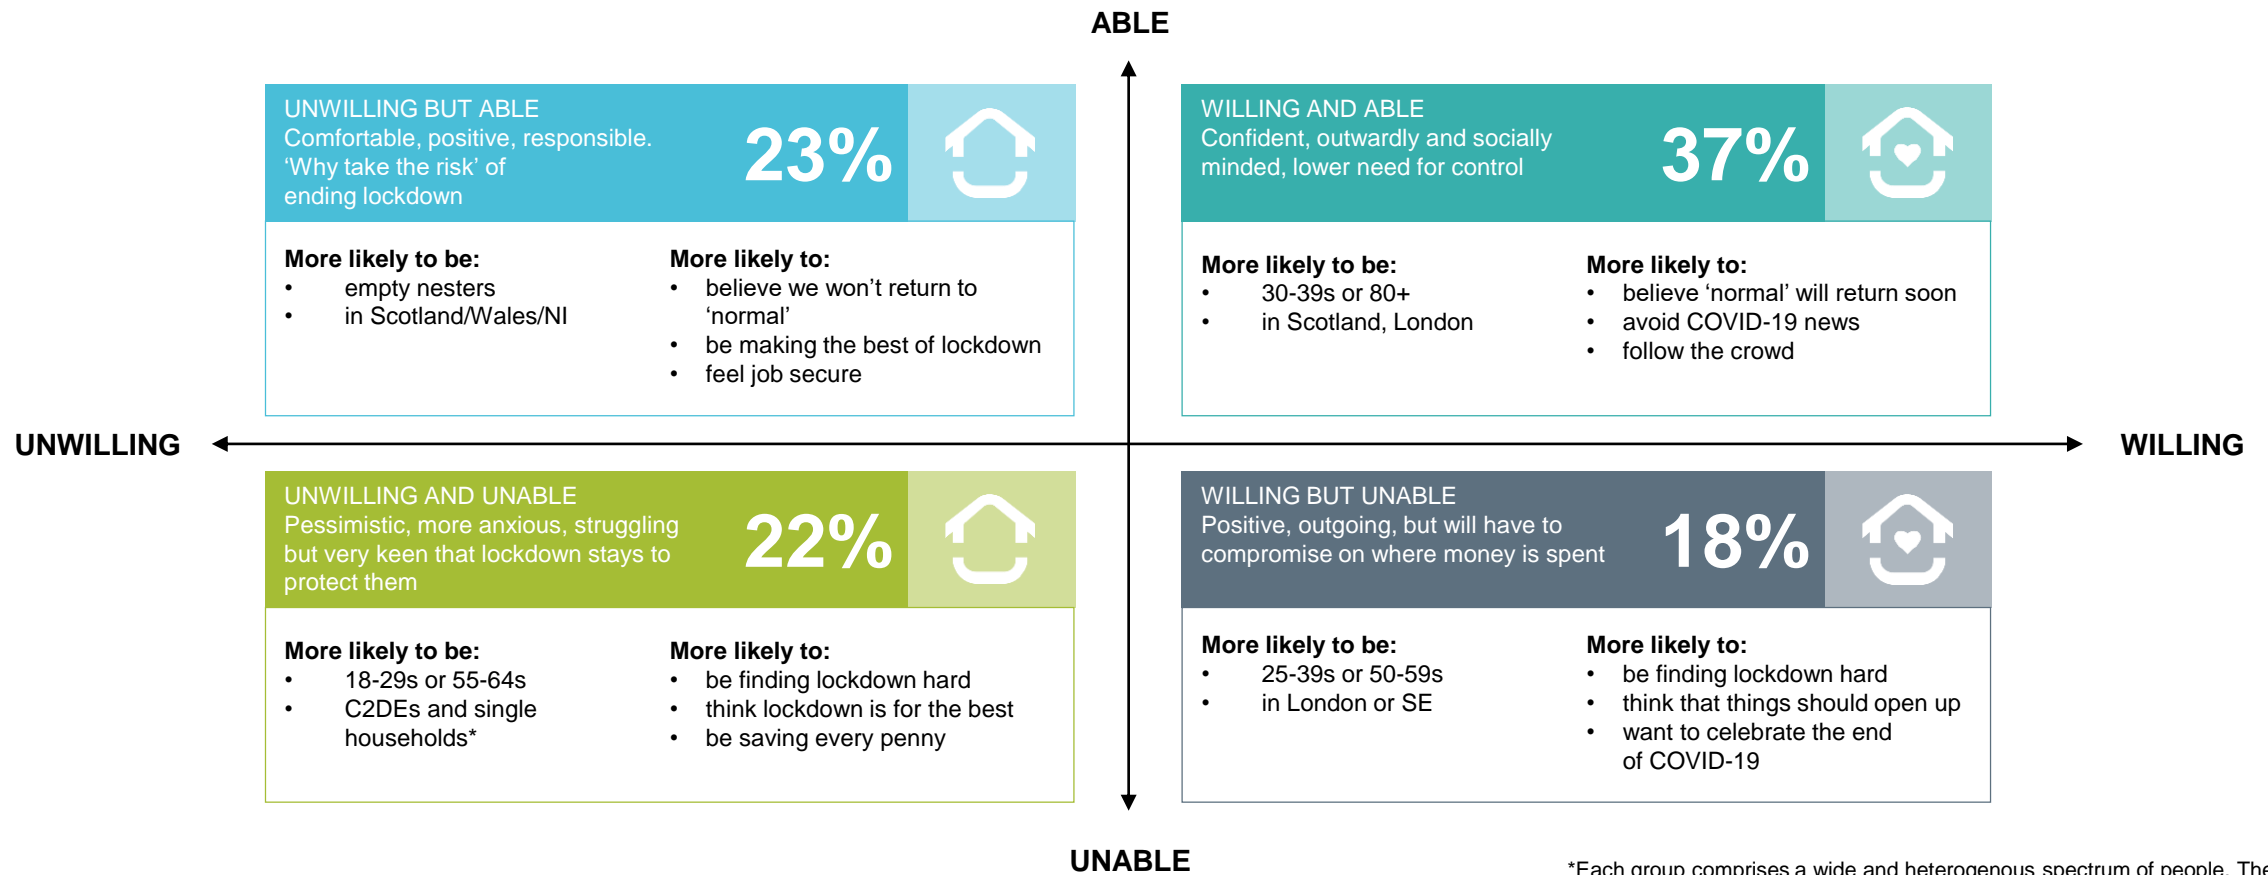 ABLE
UNWILLING BUT ABLE
Comfortable, positive, responsible.
‘Why take the risk’ of
ending lockdown
23%
More likely to be:
• empty nesters
• in Scotland/Wales/NI
More likely to:
• believe we won’t return to
‘normal’
• be making the best of lockdown
• feel job secure
WILLING AND ABLE
Confident, outwardly and socially
minded, lower need for control
37%
More likely to be:
• 30-39s or 80+
• in Scotland, London
More likely to:
• believe ‘normal’ will return soon
• avoid COVID-19 news
• follow the crowd
UNWILLING
WILLING
UNWILLING AND UNABLE
Pessimistic, more anxious, struggling
but very keen that lockdown stays to
protect them
22%
More likely to be:
• 18-29s or 55-64s
• C2DEs and single
households*
More likely to:
• be finding lockdown hard
• think lockdown is for the best
• be saving every penny
WILLING BUT UNABLE
Positive, outgoing, but will have to
compromise on where money is spent
18%
More likely to be:
• 25-39s or 50-59s
• in London or SE
More likely to:
• be finding lockdown hard
• think that things should open up
• want to celebrate the end
of COVID-19
UNABLE
*Each group comprises a wide and heterogenous spectrum of people. The